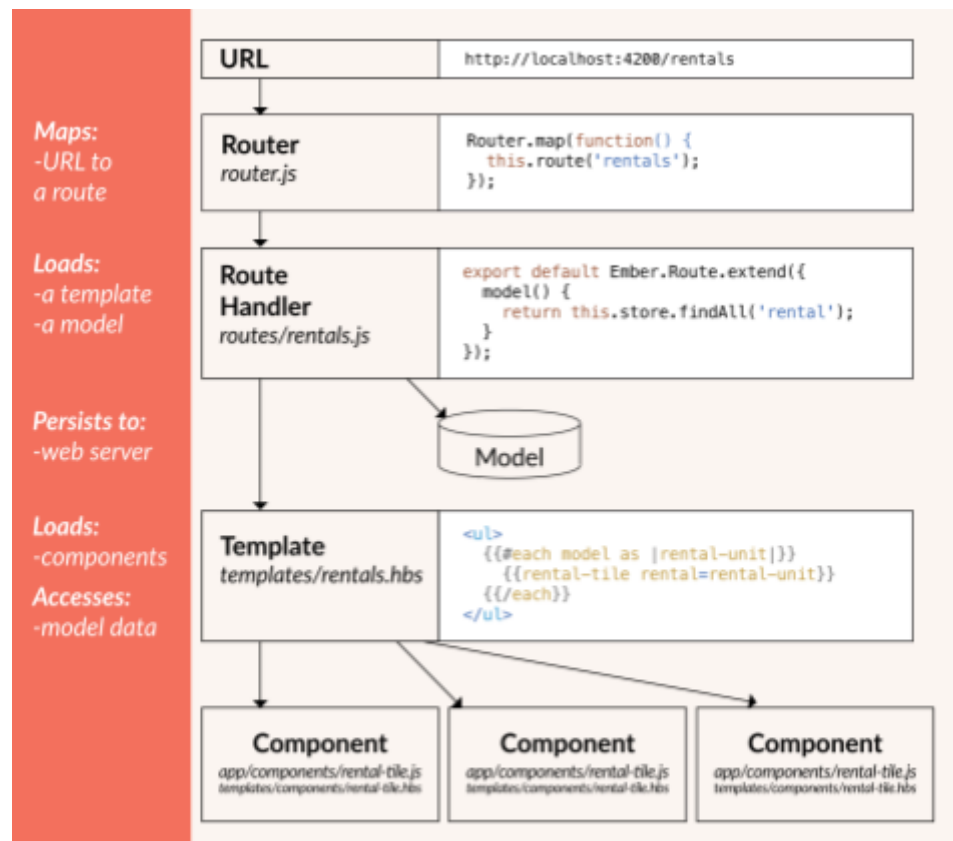 URL
http://localhost:4200/rentals
Maps:
-URL to
a route
Router
router.js
Router.map(function() {
this.route('rentals');
});
Loads:
-a template
-a model
Route
Handler
routes/rentals.js
export default Ember.Route.extend({
model() {
return this.store.findAll('rental');
}
});
Persists to:
-web server
Model
Loads:
-components
Accesses:
-model data
Template
templates/rentals.hbs
<ul>
{{#each model as |rental-unit|}}
{{rental-tile rental=rental-unit}}
{{/each}}
</ul>
Component
app/components/rental-tile.js
templates/components/rental-tile.hbs
Component
app/components/rental-tile.js
templates/components/rental-tile.hbs
Component
app/components/rental-tile.js
templates/components/rental-tile.hbs